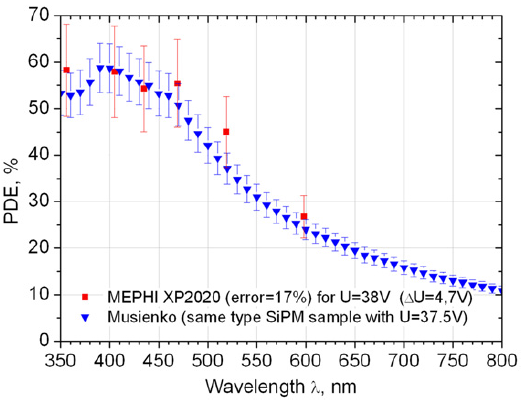 70
60
50
40
30
20
10
0
PDE, %
MEPHI XP2020 (error=17%) for U=38V (ΔU=4,7V)
Musienko (same type SiPM sample with U=37.5V)
350 400 450 500 550 600 650 700 750 800
Wavelength λ, nm